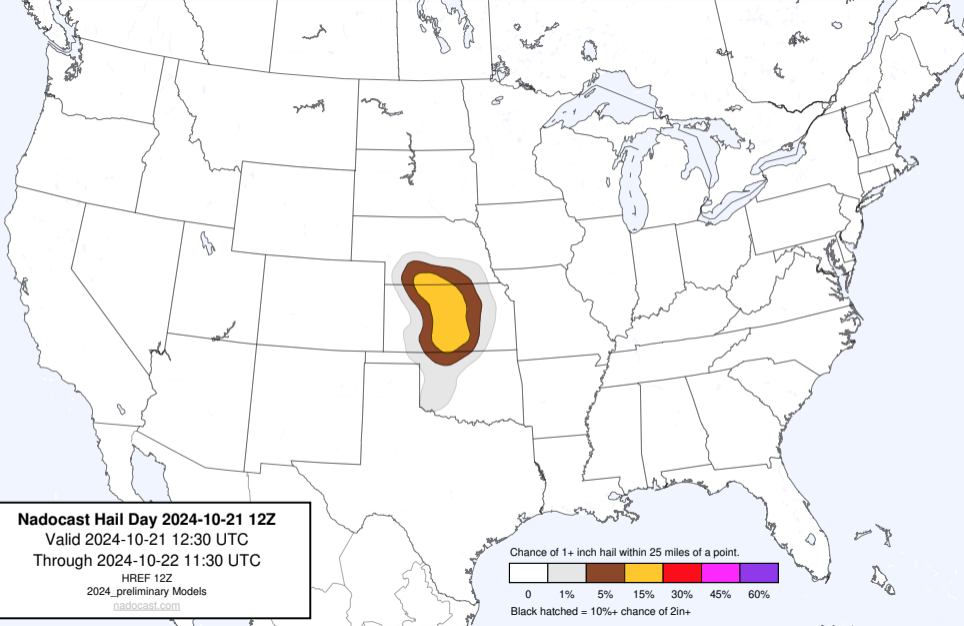 Nadocast Hail Day 2024-10-21 12Z
Valid 2024-10-21 12:30 UTC
Through 2024-10-22 11:30 UTC
HREF 12Z
2024_preliminary Models
nadocast.com
Chance of 1+ inch hail within 25 miles of a point.
0 1% 5% 15% 30% 45% 60%
Black hatched = 10%+ chance of 2in+